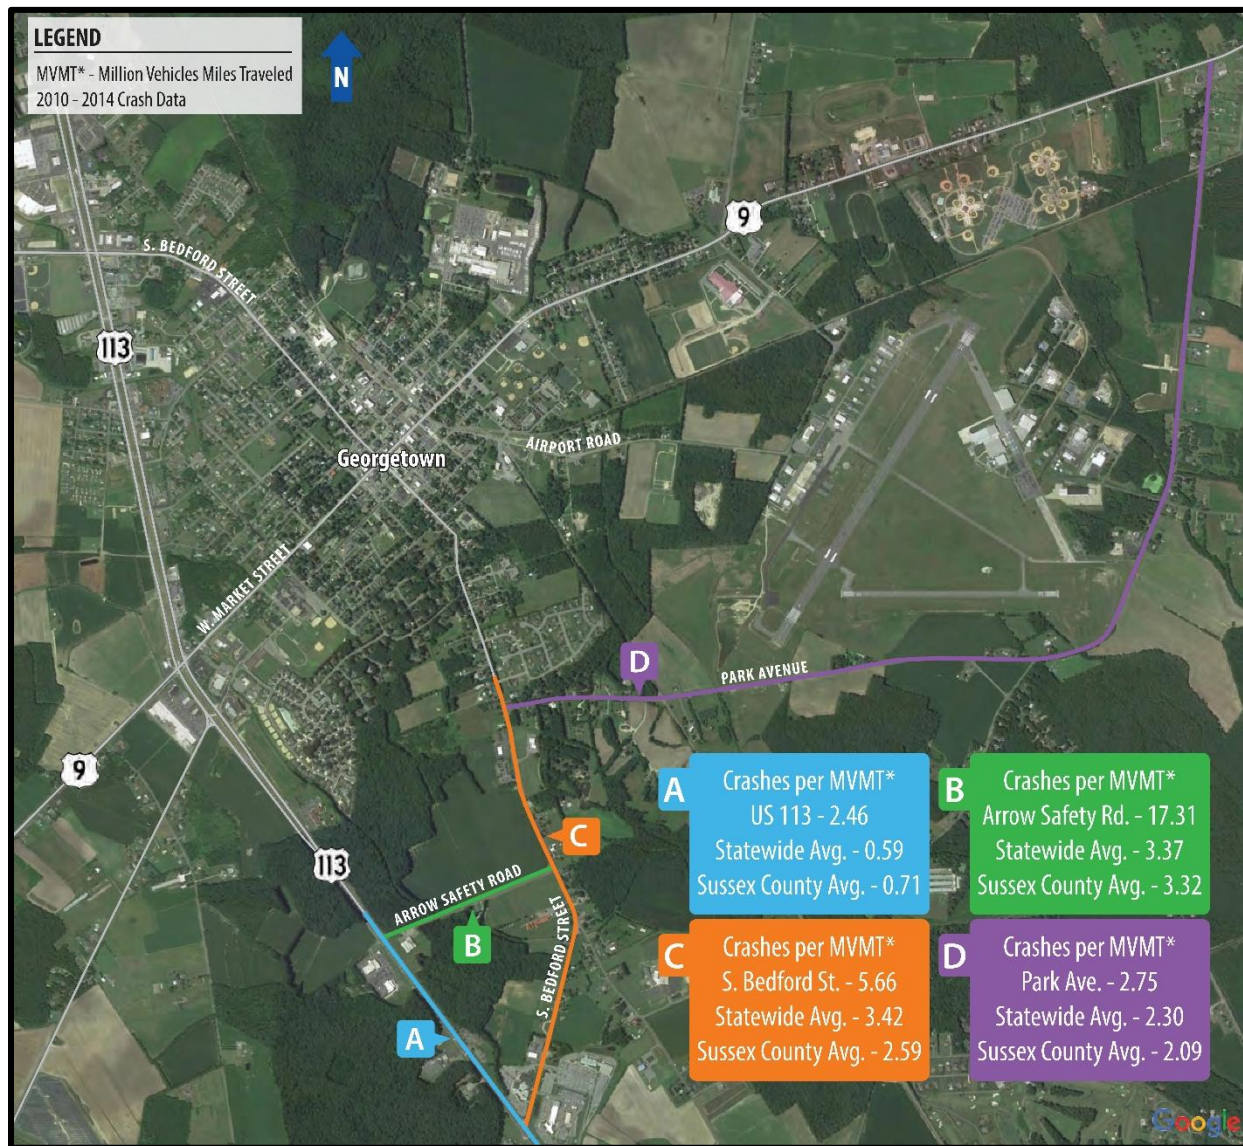 LEGEND
MVMT* - Million Vehicles Miles Traveled
2010 - 2014 Crash Data
N
9
S. BEDFORD STREET
113
AIRPORT ROAD
Georgetown
W. MARKET STREET
D
PARK AVENUE
9
C
113
ARROW SAFETY ROAD
B
S. BEDFORD STREET
A
A
Crashes per MVMT*
US 113 - 2.46
Statewide Avg. - 0.59
Sussex County Avg. - 0.71
B
Crashes per MVMT*
Arrow Safety Rd. - 17.31
Statewide Avg. - 3.37
Sussex County Avg. - 3.32
C
Crashes per MVMT*
S. Bedford St. - 5.66
Statewide Avg. - 3.42
Sussex County Avg. - 2.59
D
Crashes per MVMT*
Park Ave. - 2.75
Statewide Avg. - 2.30
Sussex County Avg. - 2.09
Google